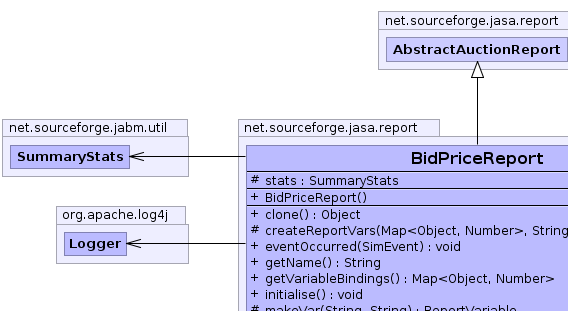 net.sourceforge.jasa.report
AbstractAuctionReport
net.sourceforge.jabm.util
SummaryStats
net.sourceforge.jasa.report
BidPriceReport
# stats : SummaryStats
+ BidPriceReport()
+ clone() : Object
# createReportVars(Map<Object, Number>, String
+ eventOccurred(SimEvent) : void
+ getName() : String
+ getVariableBindings() : Map<Object, Number>
+ initialise() : void
# makeVar(String, String) : ReportVariable
org.apache.log4j
Logger